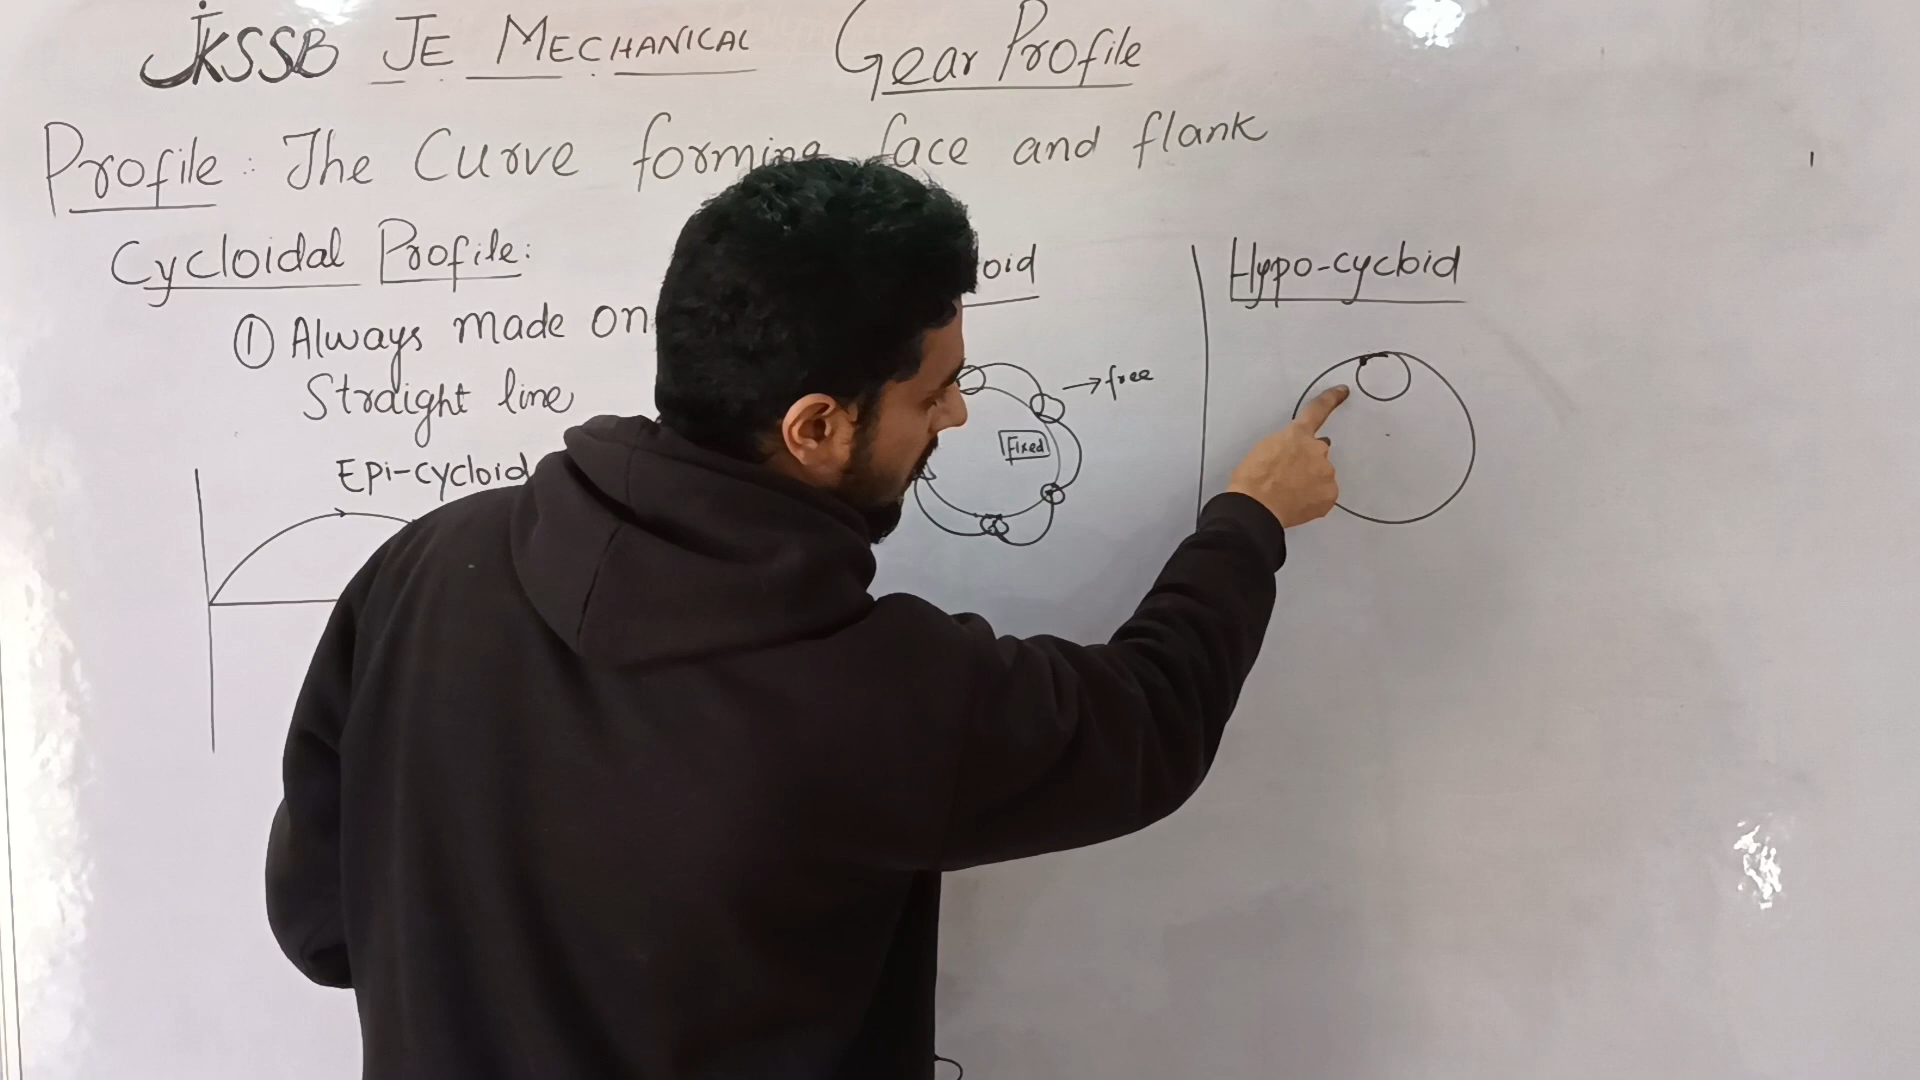 JKSSB JE MECHANICAL Gear Profile
Profile: The Curve forming face and flank
Cycloidal Profile:
① Always made on
Straight line
Epi-cycloid
oid
→ free
Fixed
Hypo-cycloid